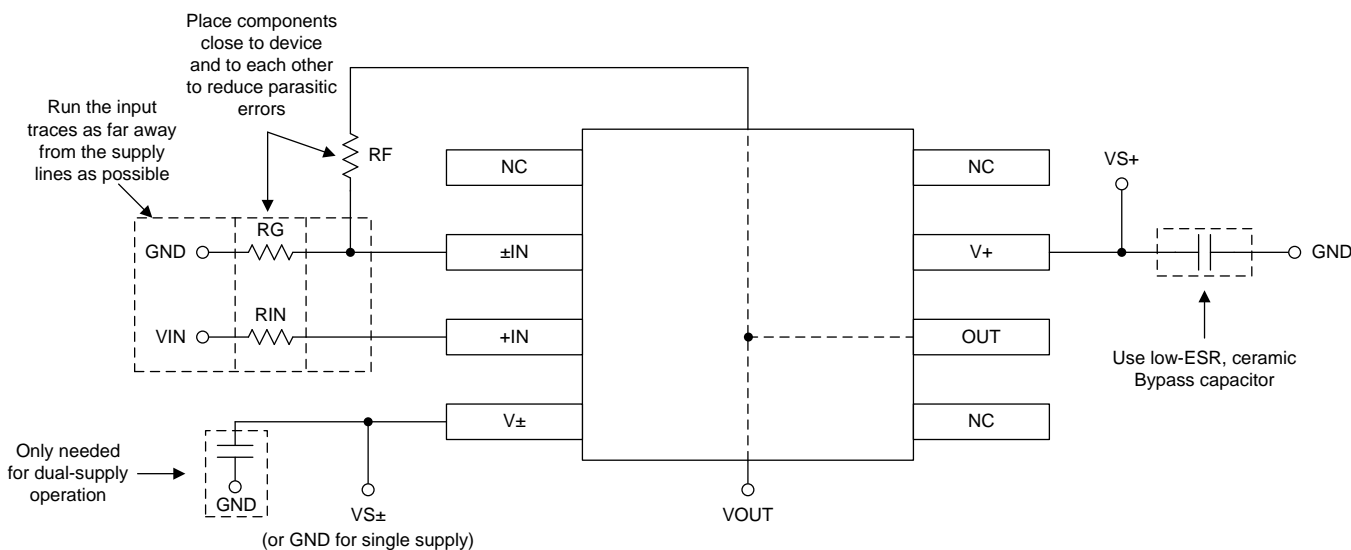 Place components
close to device
and to each other
to reduce parasitic
errors
Run the input
traces as far away
from the supply
lines as possible
RF
NC
NC
VS+
RG
GND
±IN
V+
GND
RIN
VIN
+IN
OUT
Use low-ESR, ceramic
Bypass capacitor
V±
NC
Only needed
for dual-supply
operation
GND
VS±
(or GND for single supply)
VOUT